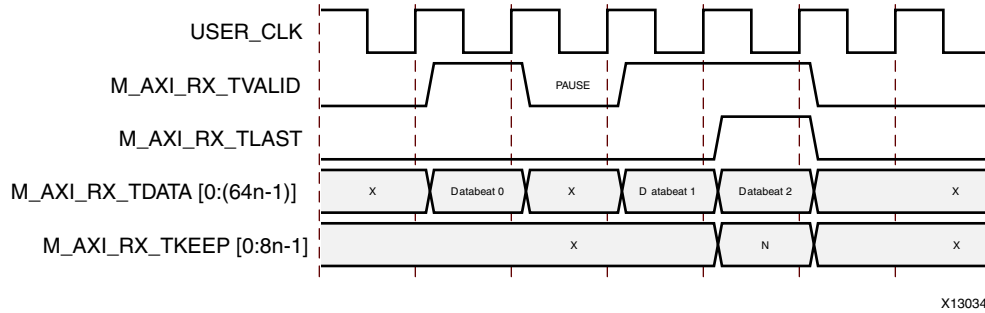 USER_CLK
M_AXI_RX_TVALID
PAUSE
M_AXI_RX_TLAST
M_AXI_RX_TDATA [0:(64n-1)]
X Databeat 0 X D atabeat 1 Databeat 2 X
M_AXI_RX_TKEEP [0:8n-1]
X N X
X13034